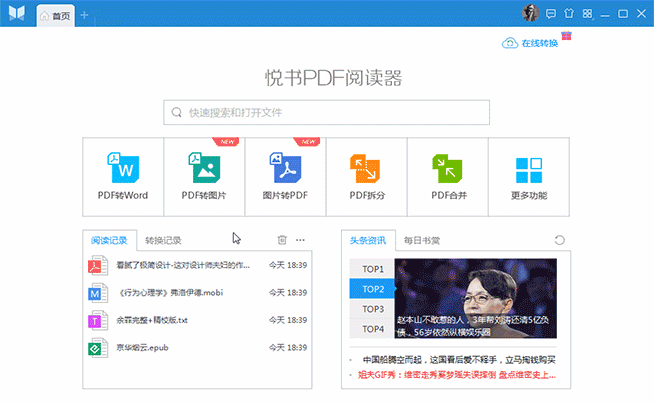 首页
在线转换
悦书PDF阅读器
快速搜索和打开文件
NEW
NEW
W
PDF转Word
PDF转图片
图片转PDF
PDF拆分
PDF合并
更多功能
阅读记录
转换记录
头条资讯
每日书赏
看腻了极简设计-这对设计师夫妇的作... 今天 18:39
M 《行为心理学》弗洛伊德.mobi 今天 18:39
T 余罪完整+精校版.txt 今天 18:39
京华烟云.epub 今天 18:39
TOP1
TOP2
TOP3
TOP4
赵本山不敢惹的人，3年帮刘涛还清5亿负
债，56岁依然纵横娱乐圈
中国船腾空而起，这国看后爱不释手，立马掏钱购买
姐夫GIF秀：维密走秀奚梦瑶失误摔倒 盘点维密史上...